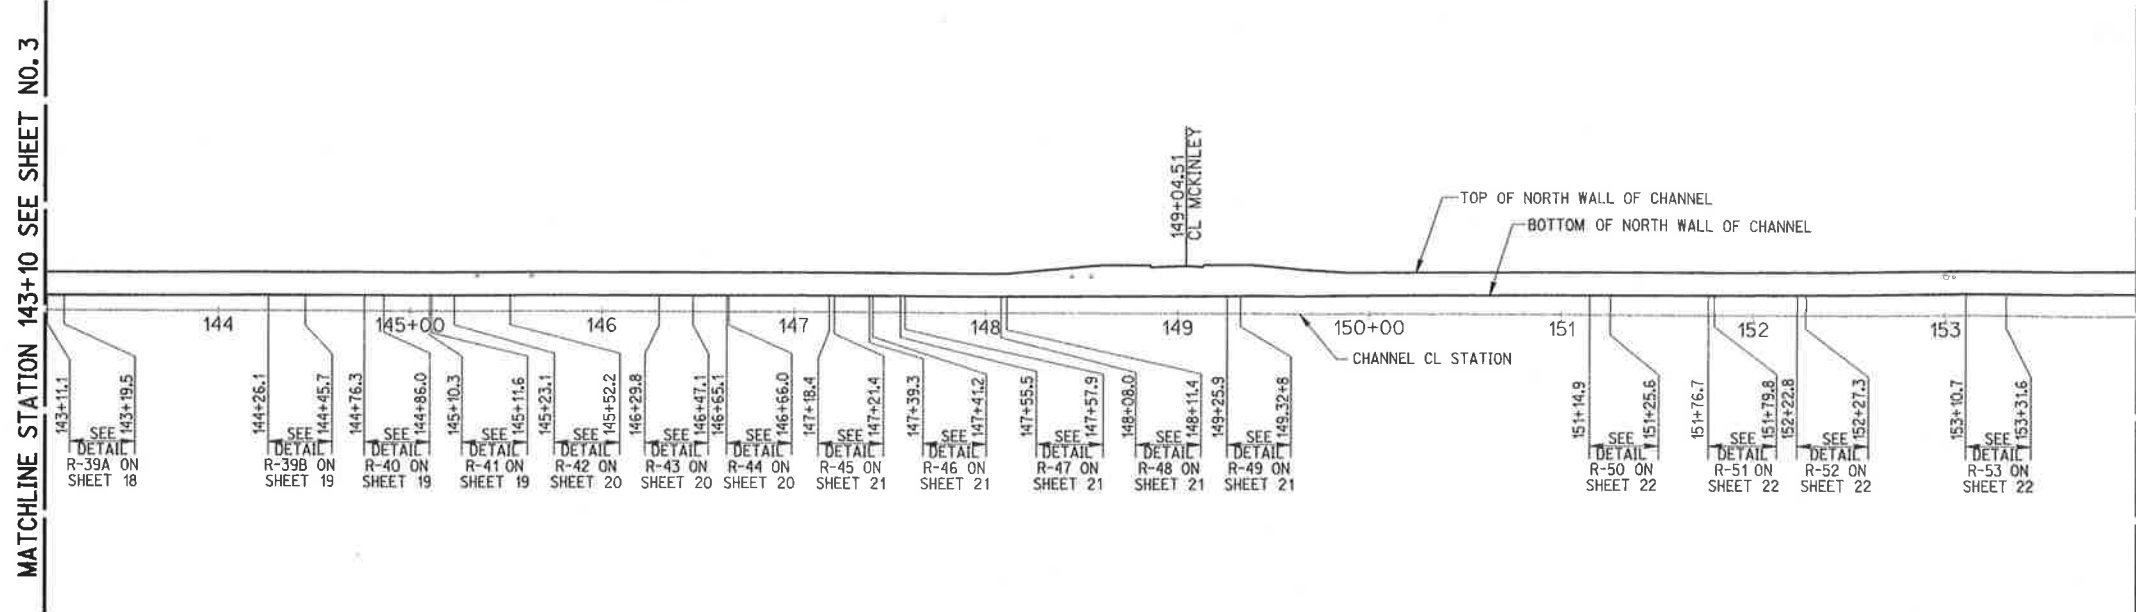 MATCHLINE STATION 143+10 SEE SHEET NO. 3
149+04.51
CL MCKINLEY
TOP OF NORTH WALL OF CHANNEL
BOTTOM OF NORTH WALL OF CHANNEL
144
145+00
146
147
148
149
150+00
151
152
153
CHANNEL CL STATION
143+11.1
143+19.5
SEE
DETAIL
R-39A ON
SHEET 18
144+26.1
144+45.7
SEE
DETAIL
R-39B ON
SHEET 19
144+76.3
144+86.0
SEE
DETAIL
R-40 ON
SHEET 19
145+10.3
145+11.6
SEE
DETAIL
R-41 ON
SHEET 19
145+23.1
145+52.2
SEE
DETAIL
R-42 ON
SHEET 20
146+29.8
146+47.1
SEE
DETAIL
R-43 ON
SHEET 20
146+65.1
146+66.0
SEE
DETAIL
R-44 ON
SHEET 20
147+18.4
147+21.4
SEE
DETAIL
R-45 ON
SHEET 21
147+39.3
147+41.2
SEE
DETAIL
R-46 ON
SHEET 21
147+55.5
147+57.9
SEE
DETAIL
R-47 ON
SHEET 21
148+08.0
148+11.4
SEE
DETAIL
R-48 ON
SHEET 21
149+25.9
149.32+8
SEE
DETAIL
R-49 ON
SHEET 21
151+14.9
151+25.6
SEE
DETAIL
R-50 ON
SHEET 22
151+76.7
151+79.8
SEE
DETAIL
R-51 ON
SHEET 22
152+22.8
152+27.3
SEE
DETAIL
R-52 ON
SHEET 22
153+10.7
153+31.6
SEE
DETAIL
R-53 ON
SHEET 22